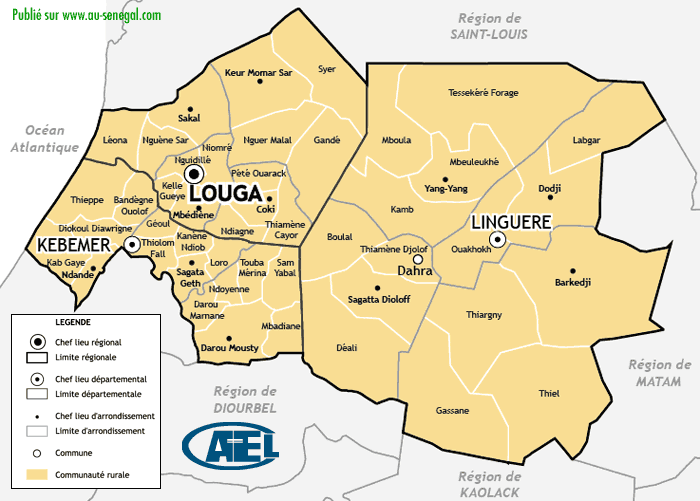 Publié sur www.au-senegal.com
Région de
SAINT-LOUIS
Océan
Atlantique
Keur Momar Sar
Syer
Sakal
Tessekéré Forage
Léona
Nguène Sar
Niomré
Nguer Malal
Gandé
Mboula
Labgar
Nguidillé
Pété Ouarack
Mbeuleukhé
Yang-Yang
LOUGA
Kelle
Gueye
Mbédiène
Coki
Dodji
Thieppe
Bandègne
Ouolof
Kamb
Diokoul Diawrigne
Géoul
Ndiagne
Thiamène
Cayor
LINGUERE
KEBEMER
Kanène
Ndiob
Thiolom
Fall
Boulal
Thiamène Djolof
Ouakhokh
Dahra
Kab Gaye
Ndande
Sagata
Geth
Loro
Touba
Mérina
Sam
Yabal
Barkedji
Ndoyenne
Sagatta Dioloff
Darou
Marnane
Mbadiane
Thiargny
Darou Mousty
Déali
Thiel
Gassane
Région de
MATAM
Région de
DIOURBEL
Région de
KAOLACK
AEEL
LEGENDE
Chef lieu régional
Limite régionale
Chef lieu départemental
Limite départementale
Chef lieu d'arrondissement
Limite d'arrondissement
Commune
Communauté rurale